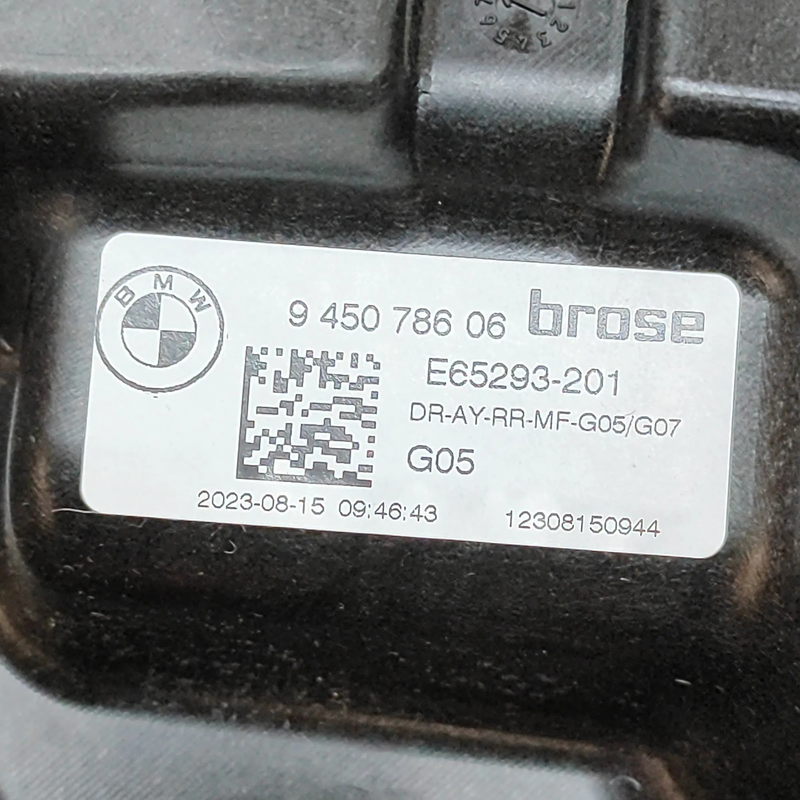 BMW
9 450 786 06 brose
E65293-201
DR-AY-RR-MF-G05/G07
G05
2023-08-15 09:46:43
12308150944